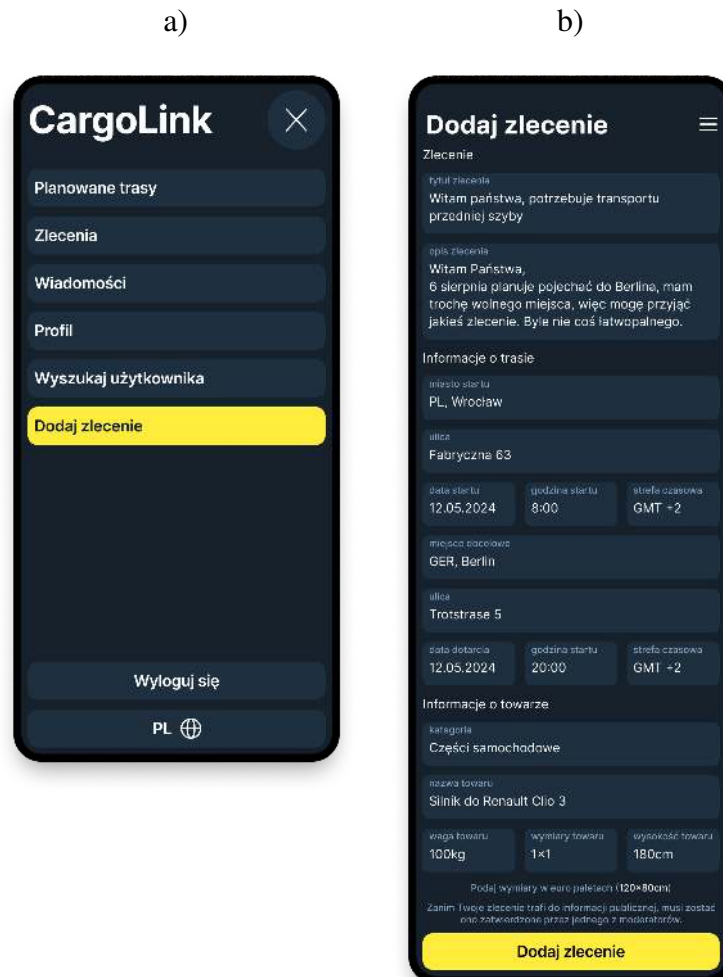 a)
b)
CargoLink
Planowane trasy
Zlecenia
Wiadomości
Profil
Wyszukaj użytkownika
Dodaj zlecenie
Wyloguj się
PL
Dodaj zlecenie
Zlecenie
tytuł zlecenia
Witam państwa, potrzebuje transportu
przedniej szyby
opis zlecenia
Witam Państwa,
6 sierpnia planuje pojechać do Berlina, mam
trochę wolnego miejsca, więc mogę przyjąć
jakieś zlecenie. Byle nie coś łatwopalnego.
Informacje o trasie
miasto startu
PL, Wrocław
ulica
Fabryczna 63
data startu godzina startu strefa czasowa
12.05.2024 8:00 GMT +2
miejsce docelowe
GER, Berlin
ulica
Trotstrase 5
data dotarcia godzina startu strefa czasowa
12.05.2024 20:00 GMT +2
Informacje o towarze
kategoria
Części samochodowe
nazwa towaru
Silnik do Renault Clio 3
waga towaru wymiary towaru wysokość towaru
100kg 1×1 180cm
Podaj wymiary w euro paletach (120×80cm)
Zanim Twoje zlecenie trafi do informacji publicznej, musi zostać
ono zatwierdzone przez jednego z moderatorów.
Dodaj zlecenie